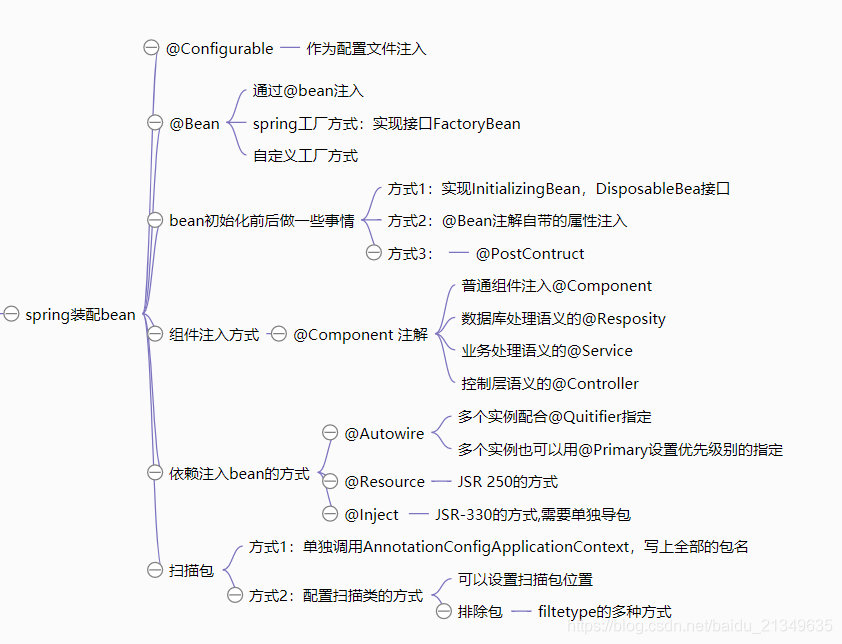 @Configurable
作为配置文件注入
通过@bean注入
@Bean
spring工厂方式：实现接口FactoryBean
自定义工厂方式
方式1：实现InitializingBean，DisposableBea接口
bean初始化前后做一些事情
方式2：@Bean注解自带的属性注入
方式3：
@PostContruct
普通组件注入@Component
spring装配bean
数据库处理语义的@Resposity
组件注入方式
@Component 注解
业务处理语义的@Service
控制层语义的@Controller
多个实例配合@Quitifier指定
@Autowire
多个实例也可以用@Primary设置优先级别的指定
依赖注入bean的方式
@Resource
JSR 250的方式
@Inject
JSR-330的方式,需要单独导包
方式1：单独调用AnnotationConfigApplicationContext，写上全部的包名
扫描包
可以设置扫描包位置
方式2：配置扫描类的方式
排除包
filtetype的多种方式
https://blog.csdn.net/baidu_21349635